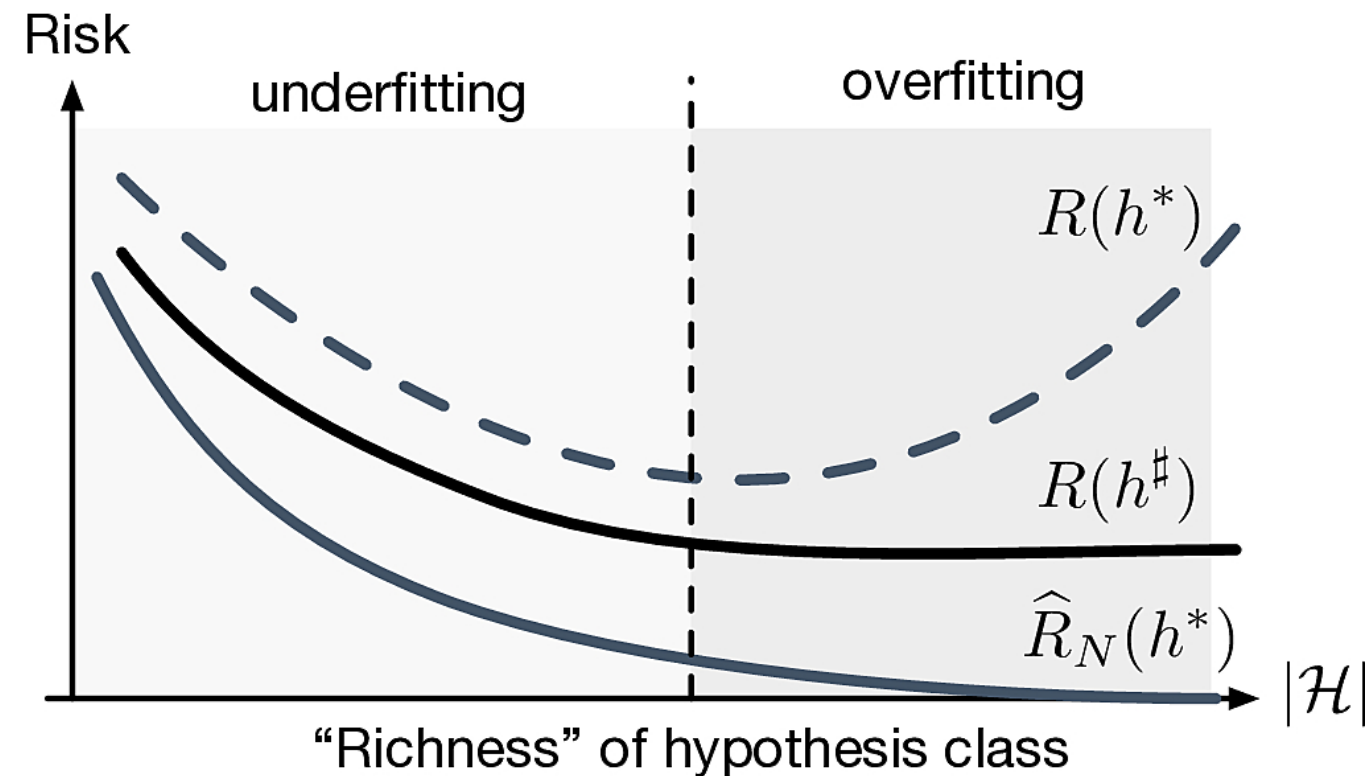 Risk
underfitting
overfitting
R(h*)
R(h♯)
R̂_N(h*)
|ℋ|
“Richness” of hypothesis class